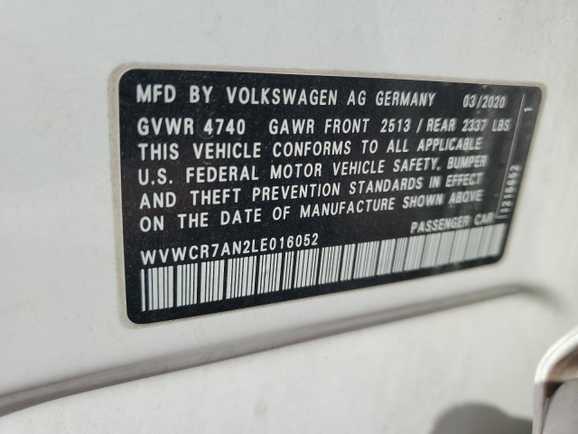 MFD BY VOLKSWAGEN AG GERMANY 03/2020
GVWR 4740 GAWR FRONT 2513 / REAR 2337 LBS
THIS VEHICLE CONFORMS TO ALL APPLICABLE
U.S. FEDERAL MOTOR VEHICLE SAFETY, BUMPER
AND THEFT PREVENTION STANDARDS IN EFFECT
ON THE DATE OF MANUFACTURE SHOWN ABOVE
WVWCR7AN2LE016052 PASSENGER CAR
1